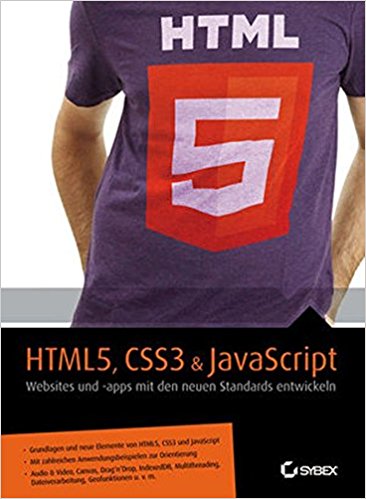 HTML
5
HTML5, CSS3 & JavaScript
Websites und -apps mit den neuen Standards entwickeln
• Grundlagen und neue Elemente von HTML5, CSS3 und JavaScript
• Mit zahlreichen Anwendungsbeispielen zur Orientierung
• Audio & Video, Canvas, Drag'n'Drop, IndexedDB, Multithreading,
Dateiverarbeitung, Geofunktionen u. v. m.
SYBEX